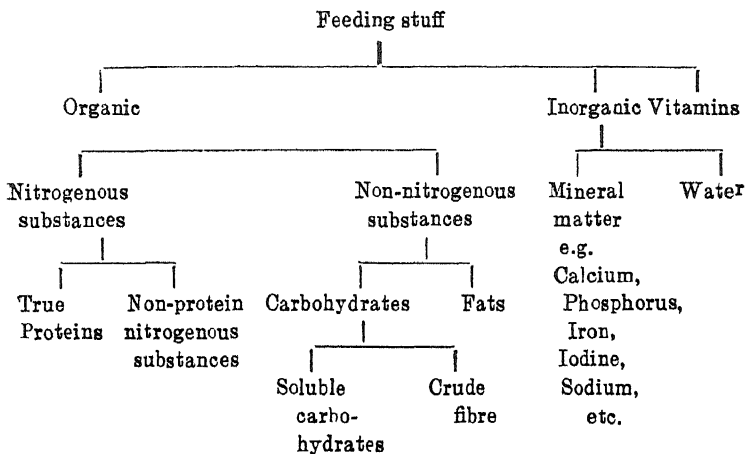 Feeding stuff
Organic
Inorganic Vitamins
Nitrogenous
substances
Non-nitrogenous
substances
Mineral
matter
e.g.
Calcium,
Phosphorus,
Iron,
Iodine,
Sodium,
etc.
Water
True
Proteins
Non-protein
nitrogenous
substances
Carbohydrates
Fats
Soluble
carbo-
hydrates
Crude
fibre